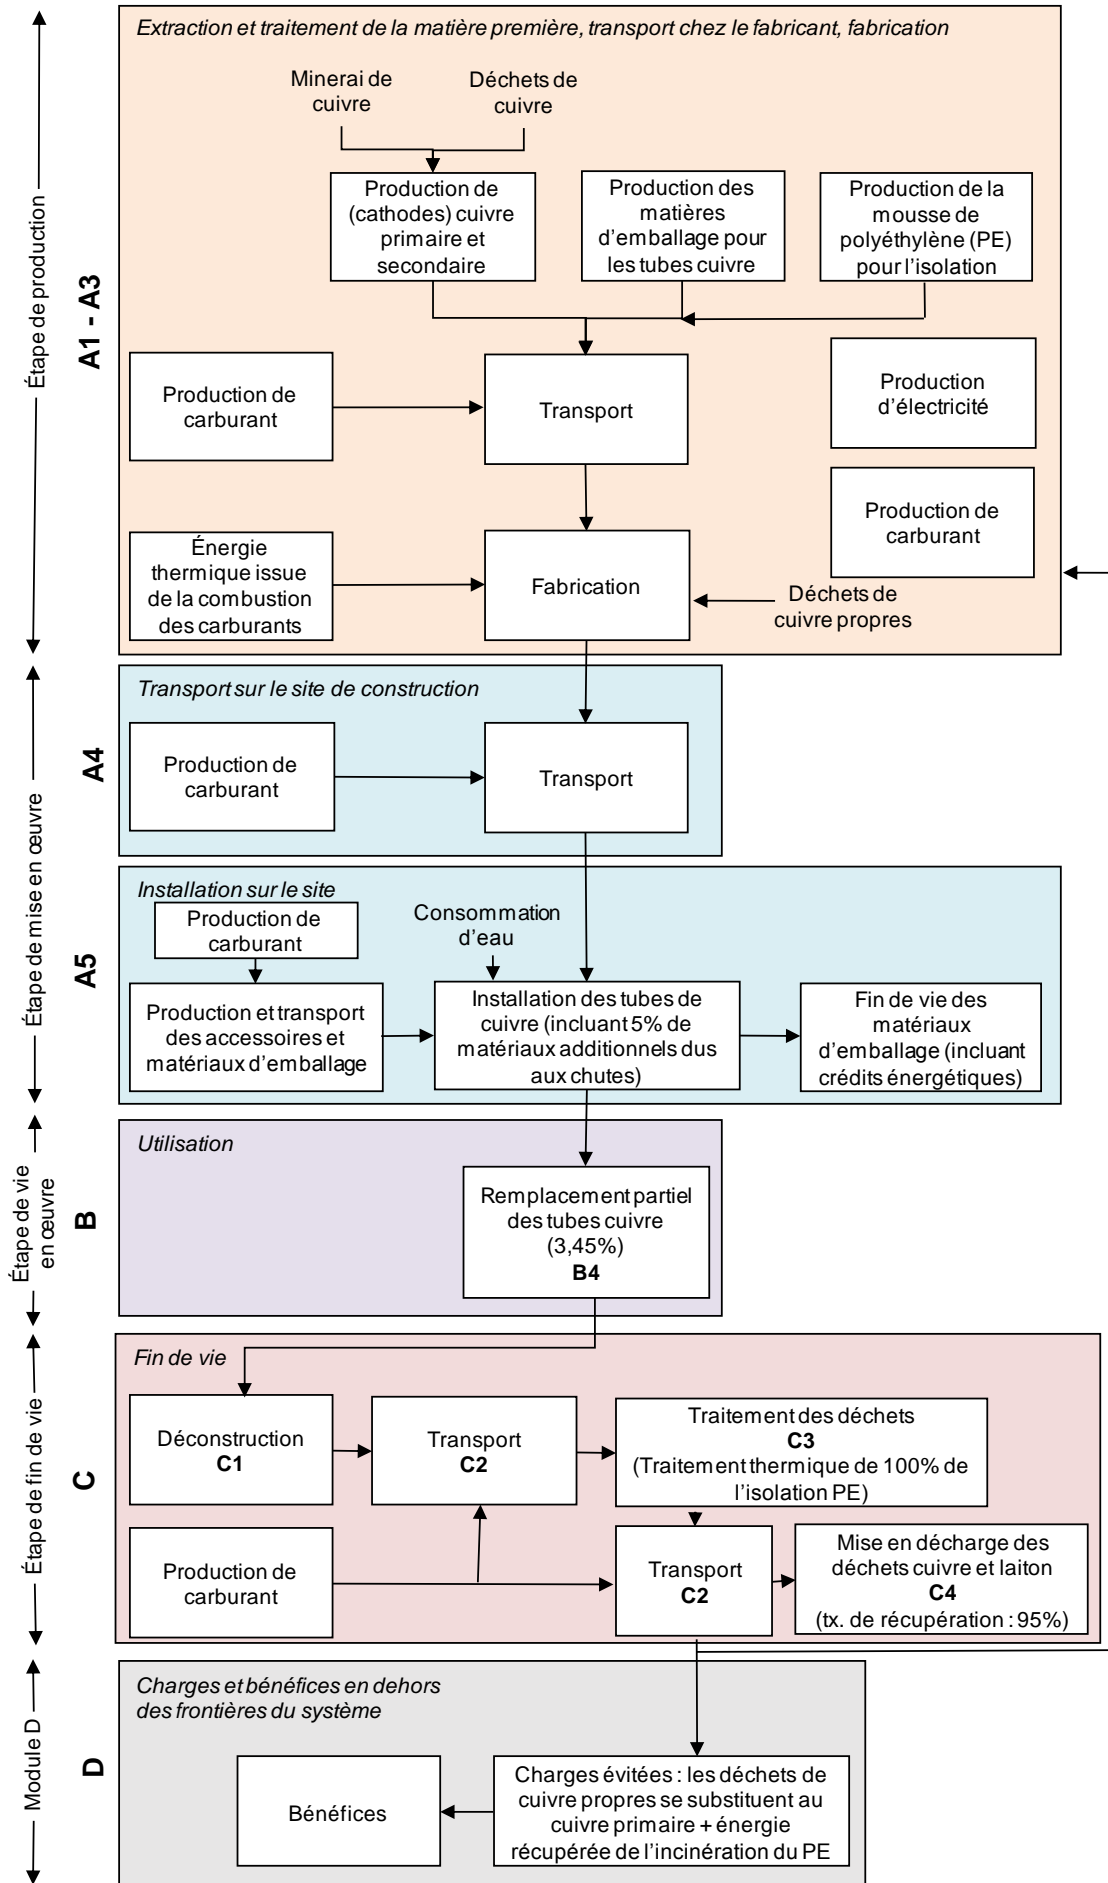 Étape de production
A1 - A3
Extraction et traitement de la matière première, transport chez le fabricant, fabrication
Minerai de
cuivre
Déchets de
cuivre
Production de
(cathodes) cuivre
primaire et
secondaire
Production des
matières
d'emballage pour
les tubes cuivre
Production de la
mousse de
polyéthylène (PE)
pour l'isolation
Production de
carburant
Transport
Production
d'électricité
Production de
carburant
Énergie
thermique issue
de la combustion
des carburants
Fabrication
Déchets de
cuivre propres
Étape de mise en œuvre
A4
Transport sur le site de construction
Production de
carburant
Transport
A5
Installation sur le site
Production de
carburant
Consommation
d'eau
Production et transport
des accessoires et
matériaux d'emballage
Installation des tubes de
cuivre (incluant 5% de
matériaux additionnels dus
aux chutes)
Fin de vie des
matériaux
d'emballage (incluant
crédits énergétiques)
Étape de vie
en œuvre
B
Utilisation
Remplacement partiel
des tubes cuivre
(3,45%)
B4
Étape de fin de vie
C
Fin de vie
Déconstruction
C1
Transport
C2
Traitement des déchets
C3
(Traitement thermique de 100% de
l'isolation PE)
Production de
carburant
Transport
C2
Mise en décharge des
déchets cuivre et laiton
C4
(tx. de récupération : 95%)
Module D
D
Charges et bénéfices en dehors
des frontières du système
Bénéfices
Charges évitées : les déchets de
cuivre propres se substituent au
cuivre primaire + énergie
récupérée de l'incinération du PE